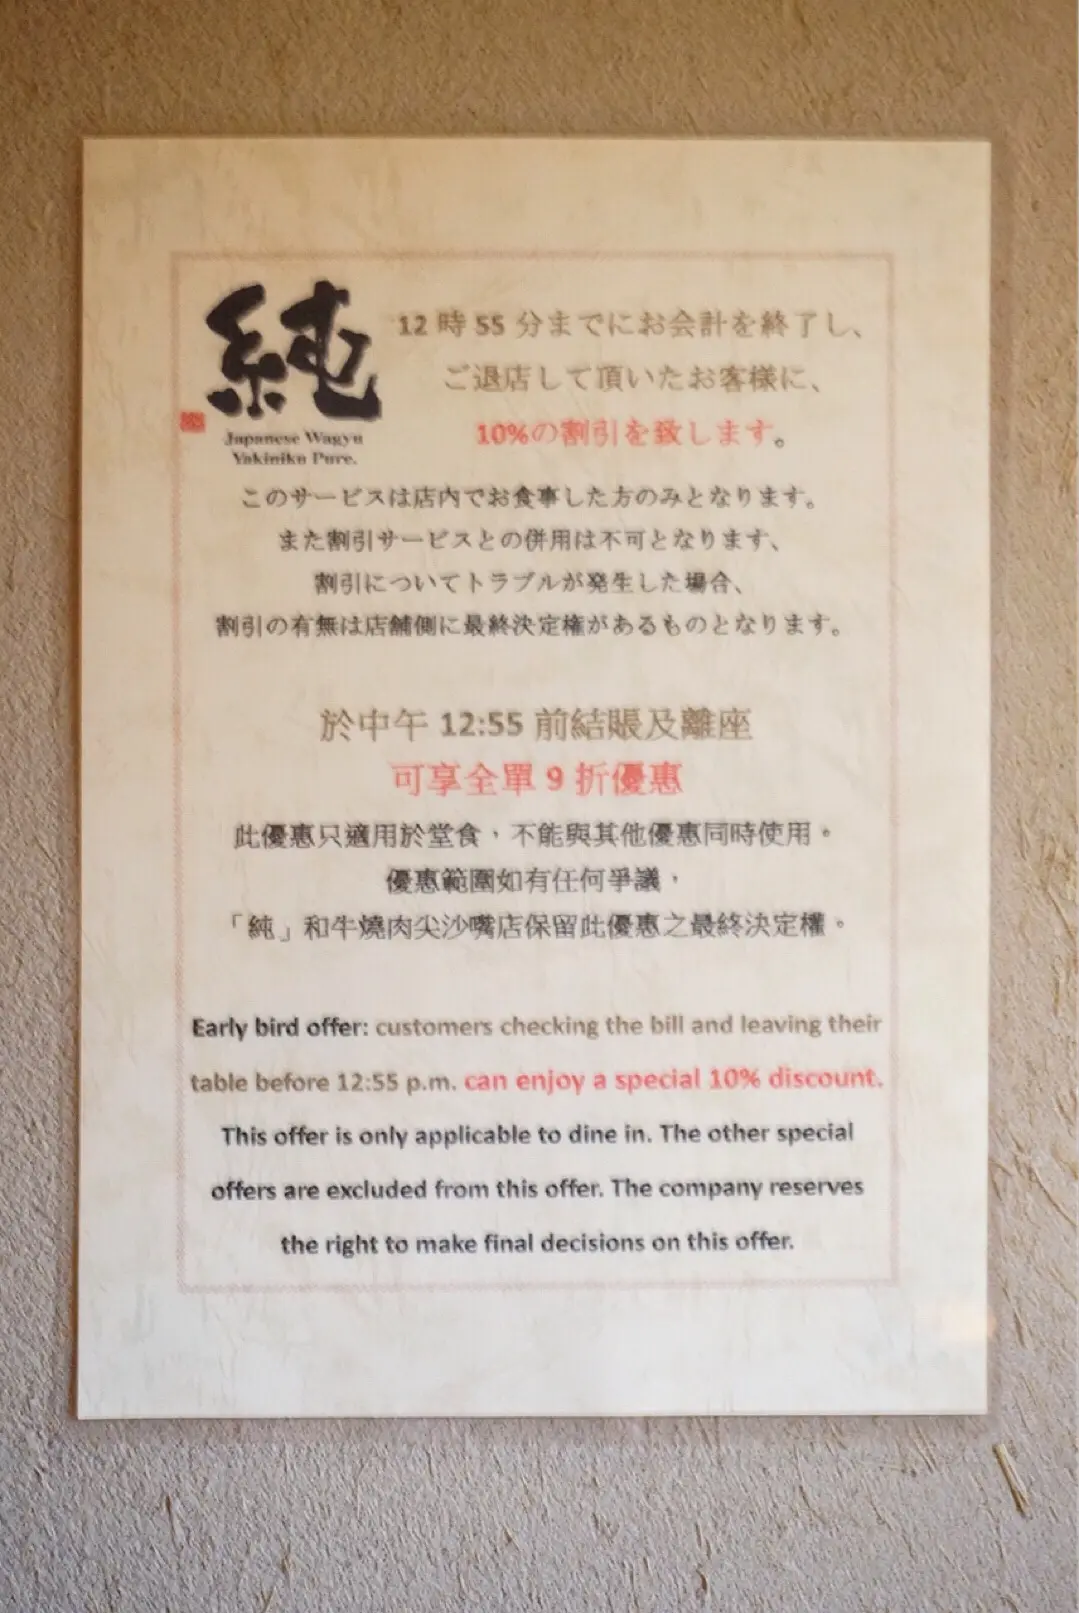 純
Japanese Wagyu
Yakiniku Pure.
12 時 55 分までにお会計を終了し、
ご退店して頂いたお客様に、
10%の割引を致します。
このサービスは店内でお食事した方のみとなります。
また割引サービスとの併用は不可となります、
割引についてトラブルが発生した場合、
割引の有無は店舗側に最終決定権があるものとなります。
於中午 12:55 前結賬及離座
可享全單 9 折優惠
此優惠只適用於堂食，不能與其他優惠同時使用。
優惠範圍如有任何爭議，
「純」和牛燒肉尖沙嘴店保留此優惠之最終決定權。
Early bird offer: customers checking the bill and leaving their
table before 12:55 p.m. can enjoy a special 10% discount.
This offer is only applicable to dine in. The other special
offers are excluded from this offer. The company reserves
the right to make final decisions on this offer.